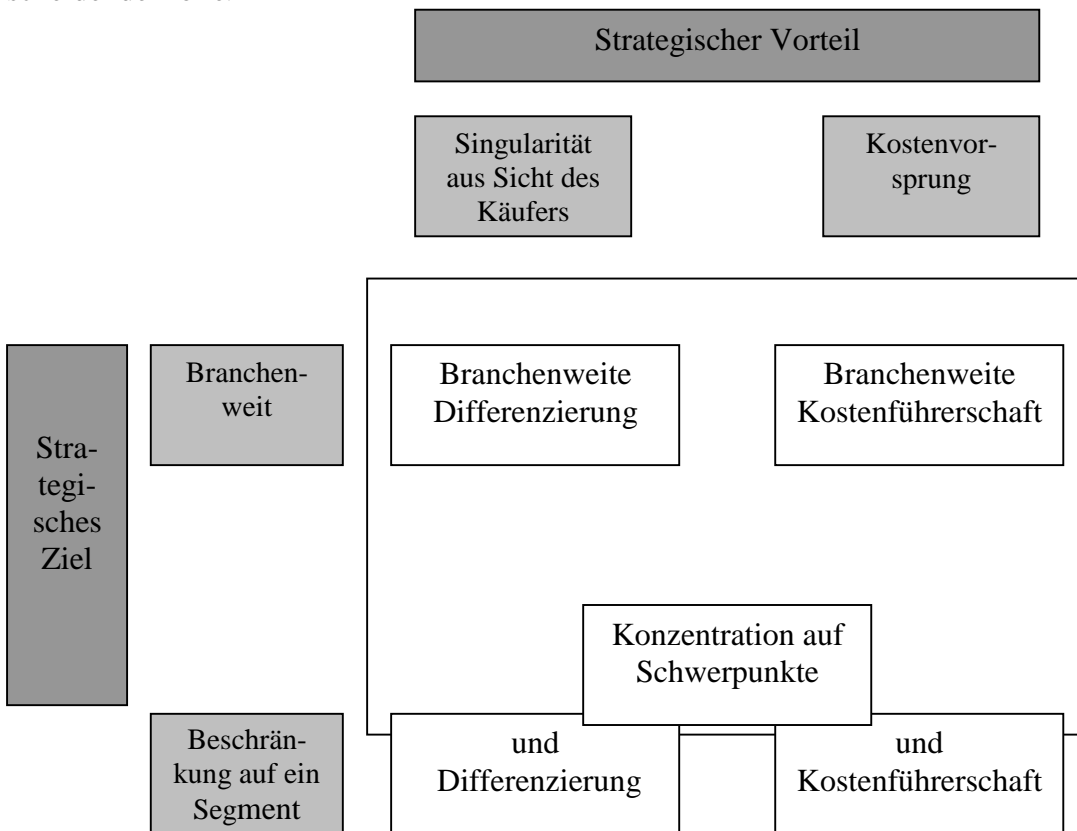 Strategischer Vorteil
Singularität
aus Sicht des
Käufers
Kostenvor-
sprung
Stra-
tegi-
sches
Ziel
Branchen-
weit
Branchenweite
Differenzierung
Branchenweite
Kostenführerschaft
Konzentration auf
Schwerpunkte
Beschrän-
kung auf ein
Segment
und
Differenzierung
und
Kostenführerschaft